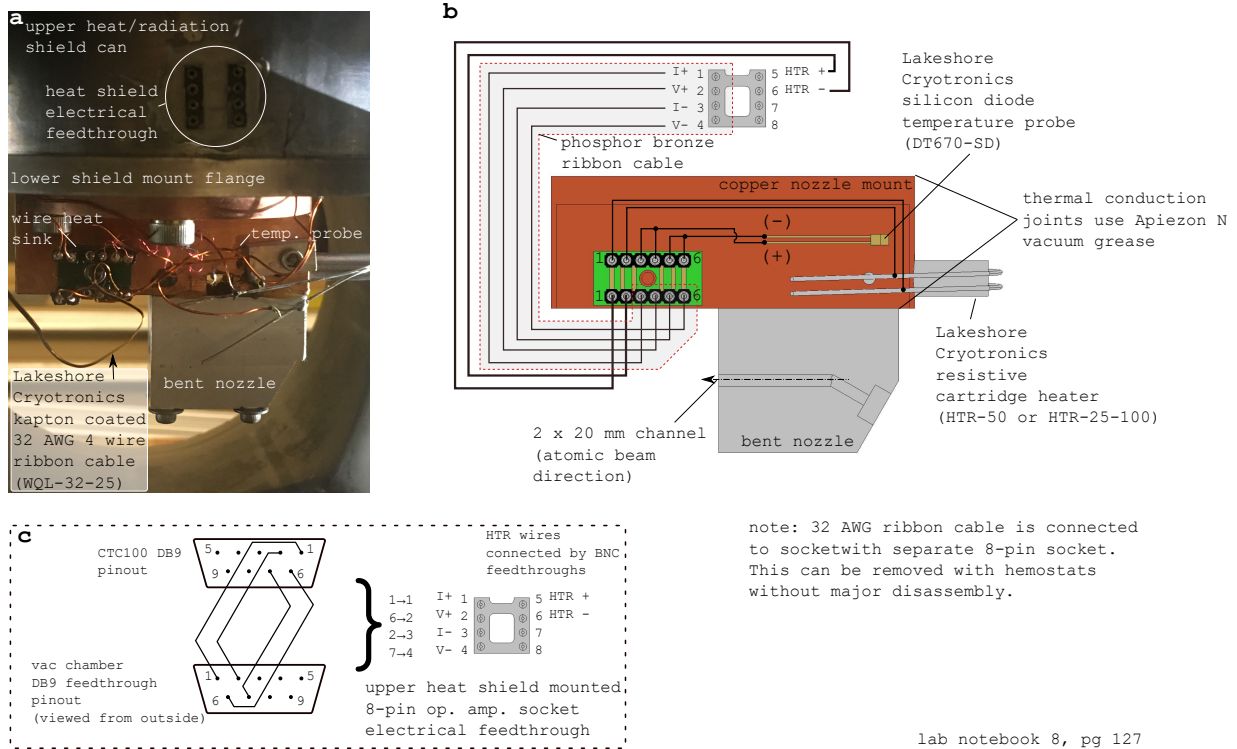 a
upper heat/radiation
shield can
heat shield
electrical
feedthrough
lower shield mount flange
wire heat
sink
temp. probe
bent nozzle
Lakeshore
Cryotronics
kapton coated
32 AWG 4 wire
ribbon cable
(WQL-32-25)
b
I+ 1
V+ 2
I- 3
V- 4
5 HTR +
6 HTR -
7
8
phosphor bronze
ribbon cable
Lakeshore
Cryotronics
silicon diode
temperature probe
(DT670-SD)
copper nozzle mount
(-)
(+)
1 6
1 6
thermal conduction
joints use Apiezon N
vacuum grease
Lakeshore
Cryotronics
resistive
cartridge heater
(HTR-50 or HTR-25-100)
2 x 20 mm channel
(atomic beam
direction)
bent nozzle
note: 32 AWG ribbon cable is connected
to socketwith separate 8-pin socket.
This can be removed with hemostats
without major disassembly.
c
CTC100 DB9
pinout
5 1
9 6
vac chamber
DB9 feedthrough
pinout
(viewed from outside)
1 5
6 9
HTR wires
connected by BNC
feedthroughs
1→1
6→2
2→3
7→4
I+ 1
V+ 2
I- 3
V- 4
5 HTR +
6 HTR -
7
8
upper heat shield mounted
8-pin op. amp. socket
electrical feedthrough
lab notebook 8, pg 127